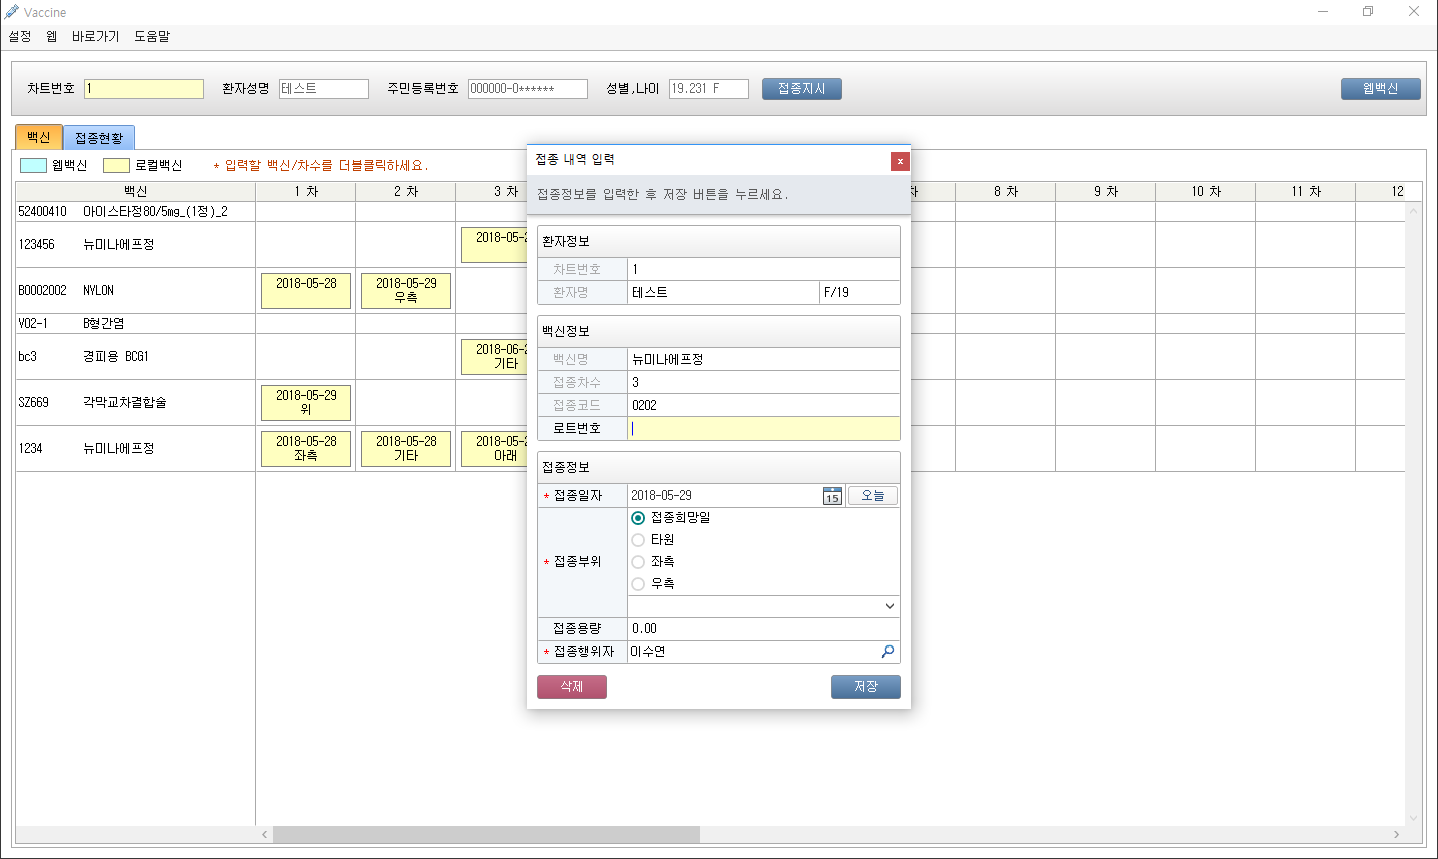 Vaccine
설정 웹 바로가기 도움말
차트번호 1 환자성명 테스트 주민등록번호 000000-0****** 성별,나이 19.231 F 접종지시 웹백신
백신 접종현황
웹백신 로컬백신 * 입력할 백신/차수를 더블클릭하세요.
백신 1 차 2 차 3 차 차 8 차 9 차 10 차 11 차 12
52400410 아이스타정80/5mg_(1정)_2
123456 뉴미나에프정 2018-05-2
B0002002 NYLON 2018-05-28 2018-05-29
우측
V02-1 B형간염
bc3 경피용 BCG1 2018-06-2
기타
SZ669 각막교차결합술 2018-05-29
위
1234 뉴미나에프정 2018-05-28 2018-05-28 2018-05-2
좌측 기타 아래
접종 내역 입력 x
접종정보를 입력한 후 저장 버튼을 누르세요.
환자정보
차트번호 1
환자명 테스트 F/19
백신정보
백신명 뉴미나에프정
접종차수 3
접종코드 0202
로트번호
접종정보
* 접종일자 2018-05-29 15 오늘
* 접종부위
접종희망일
타원
좌측
우측
접종용량 0.00
* 접종행위자 이수연
삭제 저장